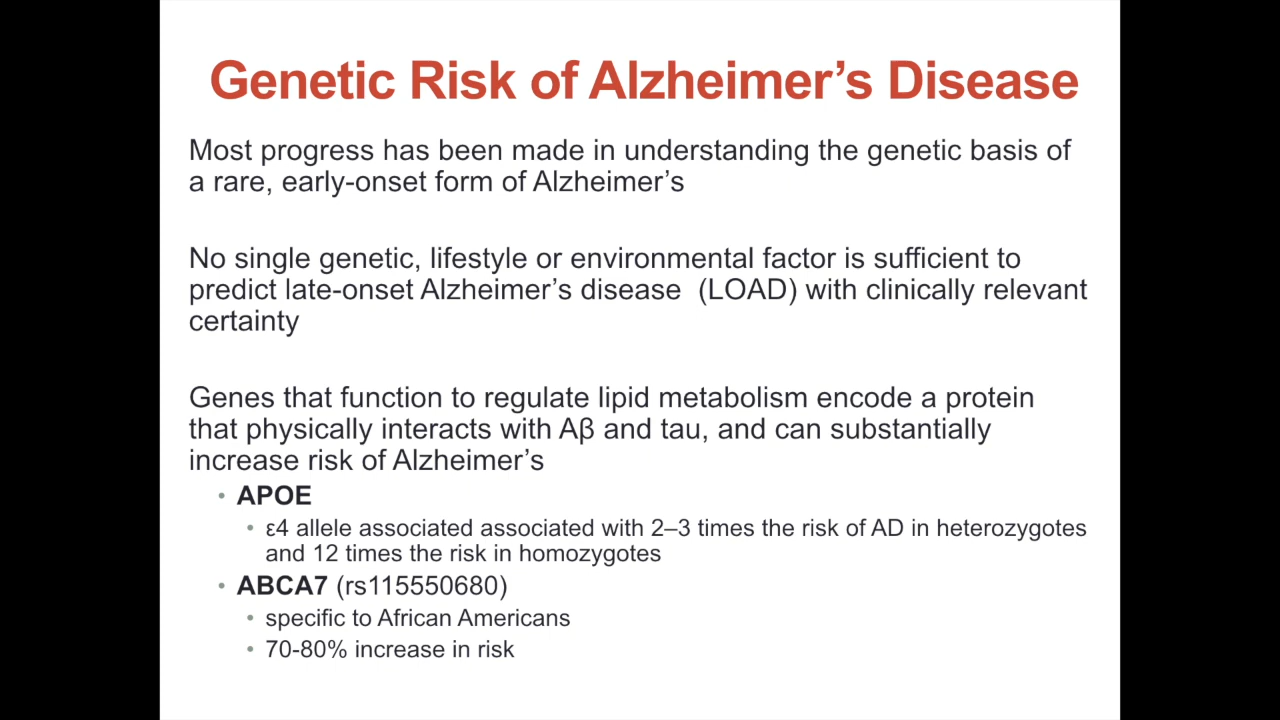 Genetic Risk of Alzheimer’s Disease
Most progress has been made in understanding the genetic basis of
a rare, early-onset form of Alzheimer’s
No single genetic, lifestyle or environmental factor is sufficient to
predict late-onset Alzheimer’s disease  (LOAD) with clinically relevant
certainty
Genes that function to regulate lipid metabolism encode a protein
that physically interacts with Aβ and tau, and can substantially
increase risk of Alzheimer’s
• APOE
• ε4 allele associated associated with 2–3 times the risk of AD in heterozygotes
and 12 times the risk in homozygotes
• ABCA7 (rs115550680)
• specific to African Americans
• 70-80% increase in risk